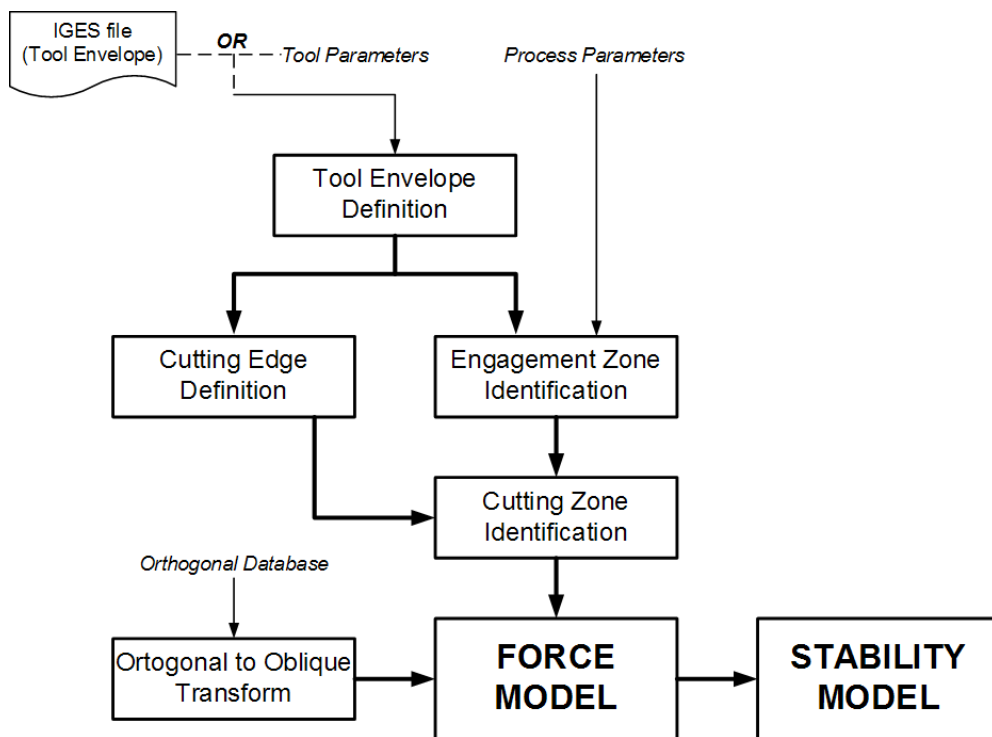 IGES file
(Tool Envelope)
OR
Tool Parameters
Process Parameters
Tool Envelope
Definition
Cutting Edge
Definition
Engagement Zone
Identification
Cutting Zone
Identification
Orthogonal Database
Ortogonal to Oblique
Transform
FORCE
MODEL
STABILITY
MODEL